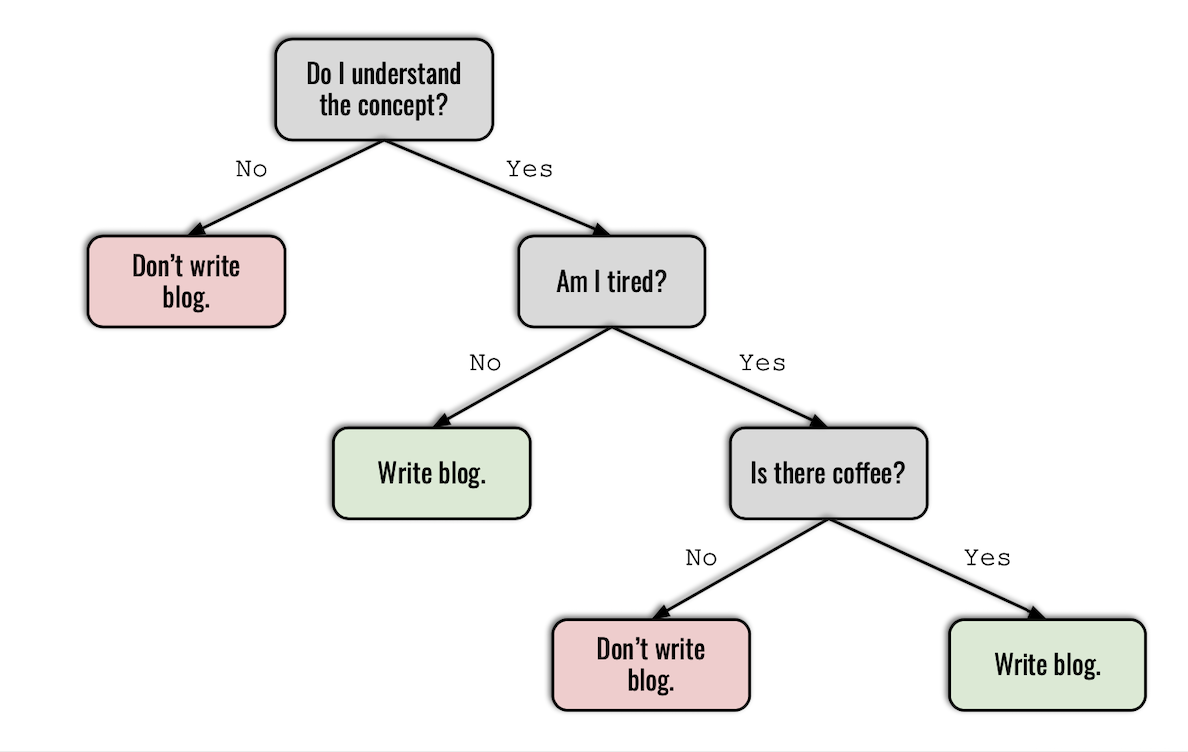 Do I understand
the concept?
No
Yes
Don’t write
blog.
Am I tired?
No
Yes
Write blog.
Is there coffee?
No
Yes
Don’t write
blog.
Write blog.